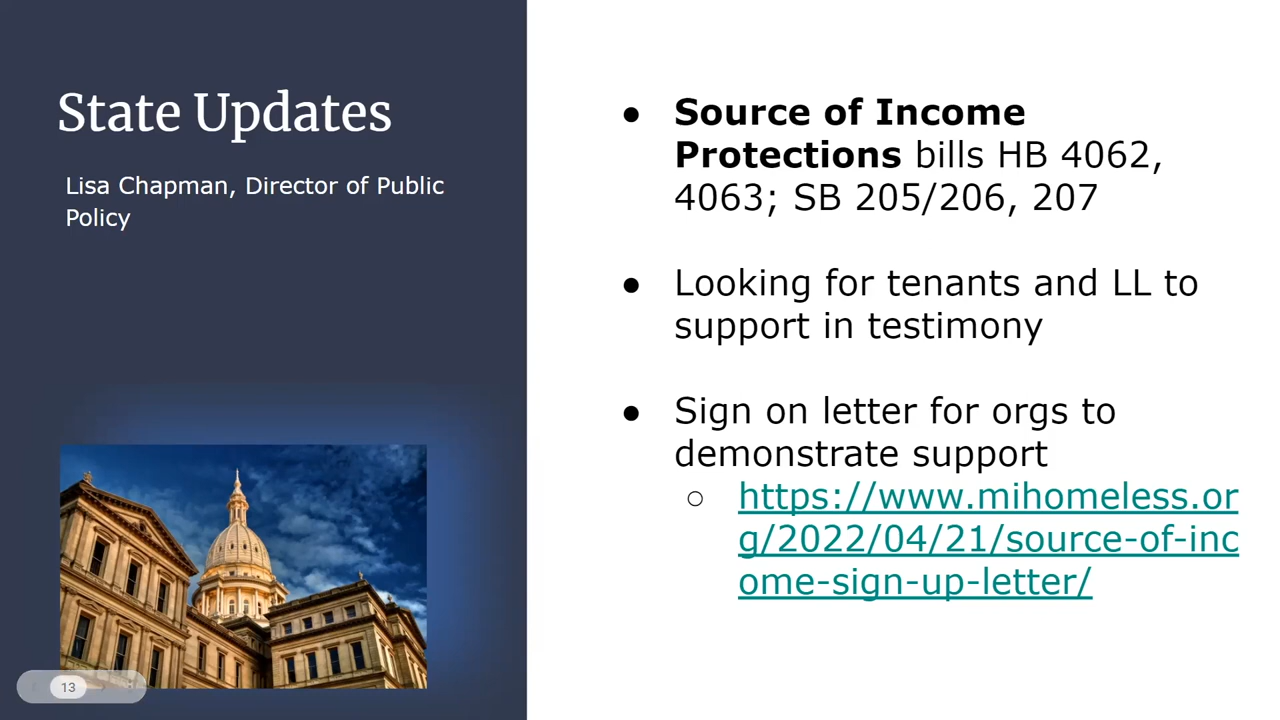 State Updates
Lisa Chapman, Director of Public
Policy
● Source of Income
Protections bills HB 4062,
4063; SB 205/206, 207
● Looking for tenants and LL to
support in testimony
● Sign on letter for orgs to
demonstrate support
○ https://www.mihomeless.or
g/2022/04/21/source-of-inc
ome-sign-up-letter/
13